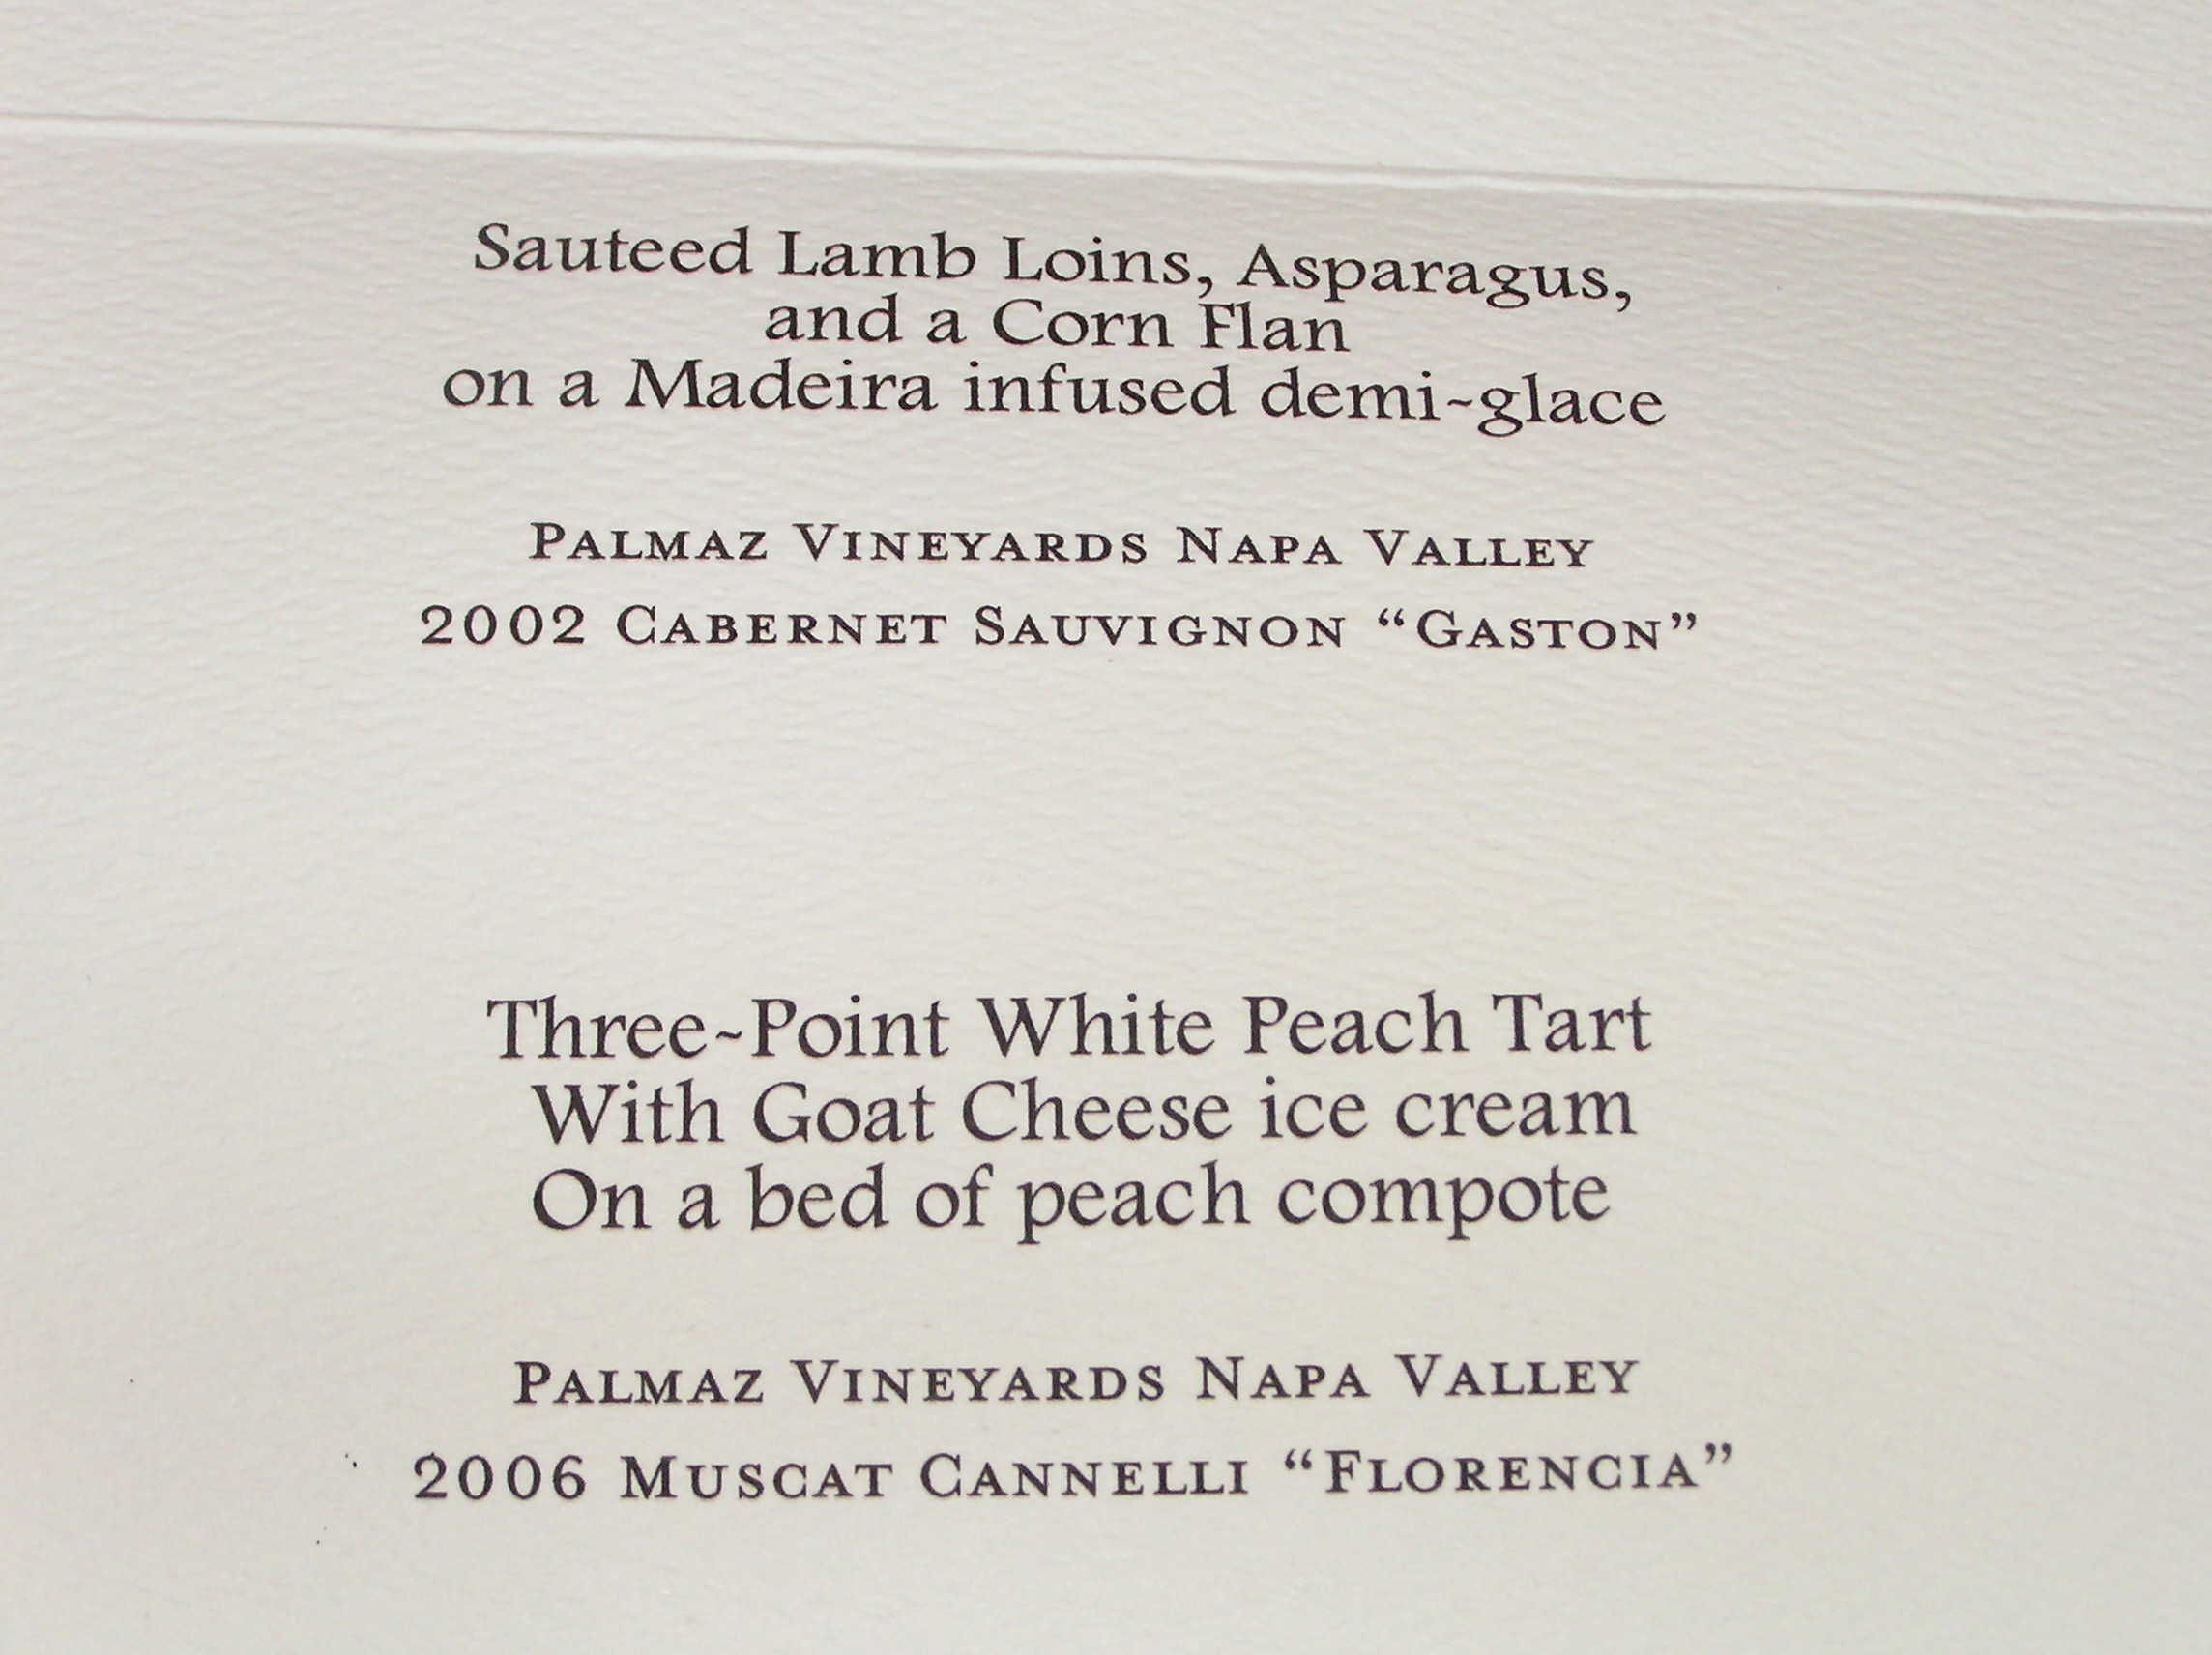 Sauteed Lamb Loins, Asparagus,
and a Corn Flan
on a Madeira infused demi-glace
PALMAZ VINEYARDS NAPA VALLEY
2002 CABERNET SAUVIGNON “GASTON”
Three-Point White Peach Tart
With Goat Cheese ice cream
On a bed of peach compote
PALMAZ VINEYARDS NAPA VALLEY
2006 MUSCAT CANNELLI “FLORENCIA”